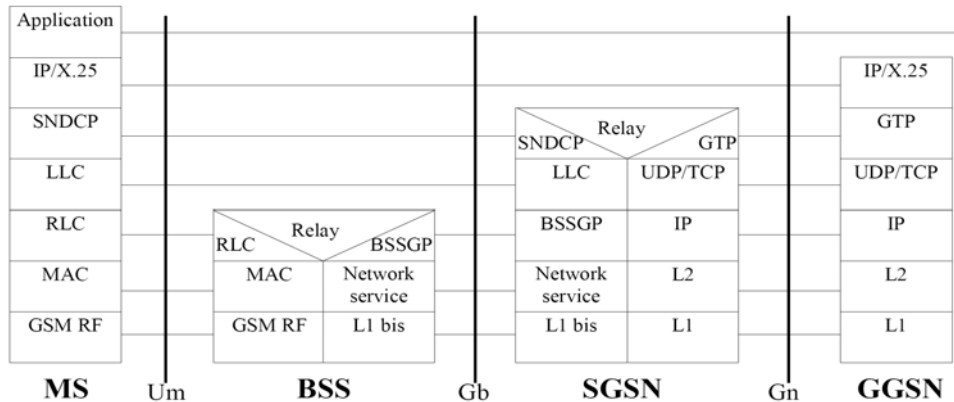 Application
IP/X.25
IP/X.25
SNDCP
Relay
SNDCP
GTP
GTP
LLC
LLC
UDP/TCP
UDP/TCP
RLC
Relay
RLC
BSSGP
BSSGP
IP
IP
MAC
MAC
Network
service
Network
service
L2
L2
GSM RF
GSM RF
L1 bis
L1 bis
L1
L1
MS
Um
BSS
Gb
SGSN
Gn
GGSN